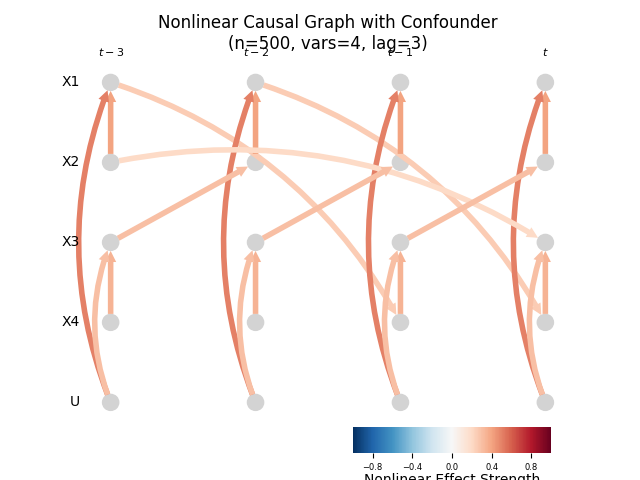 Nonlinear Causal Graph with Confounder
(n=500, vars=4, lag=3)
t − 3 t − 2 t − 1 t
X1
X2
X3
X4
U
−0.8 −0.4 0.0 0.4 0.8
Nonlinear Effect Strength